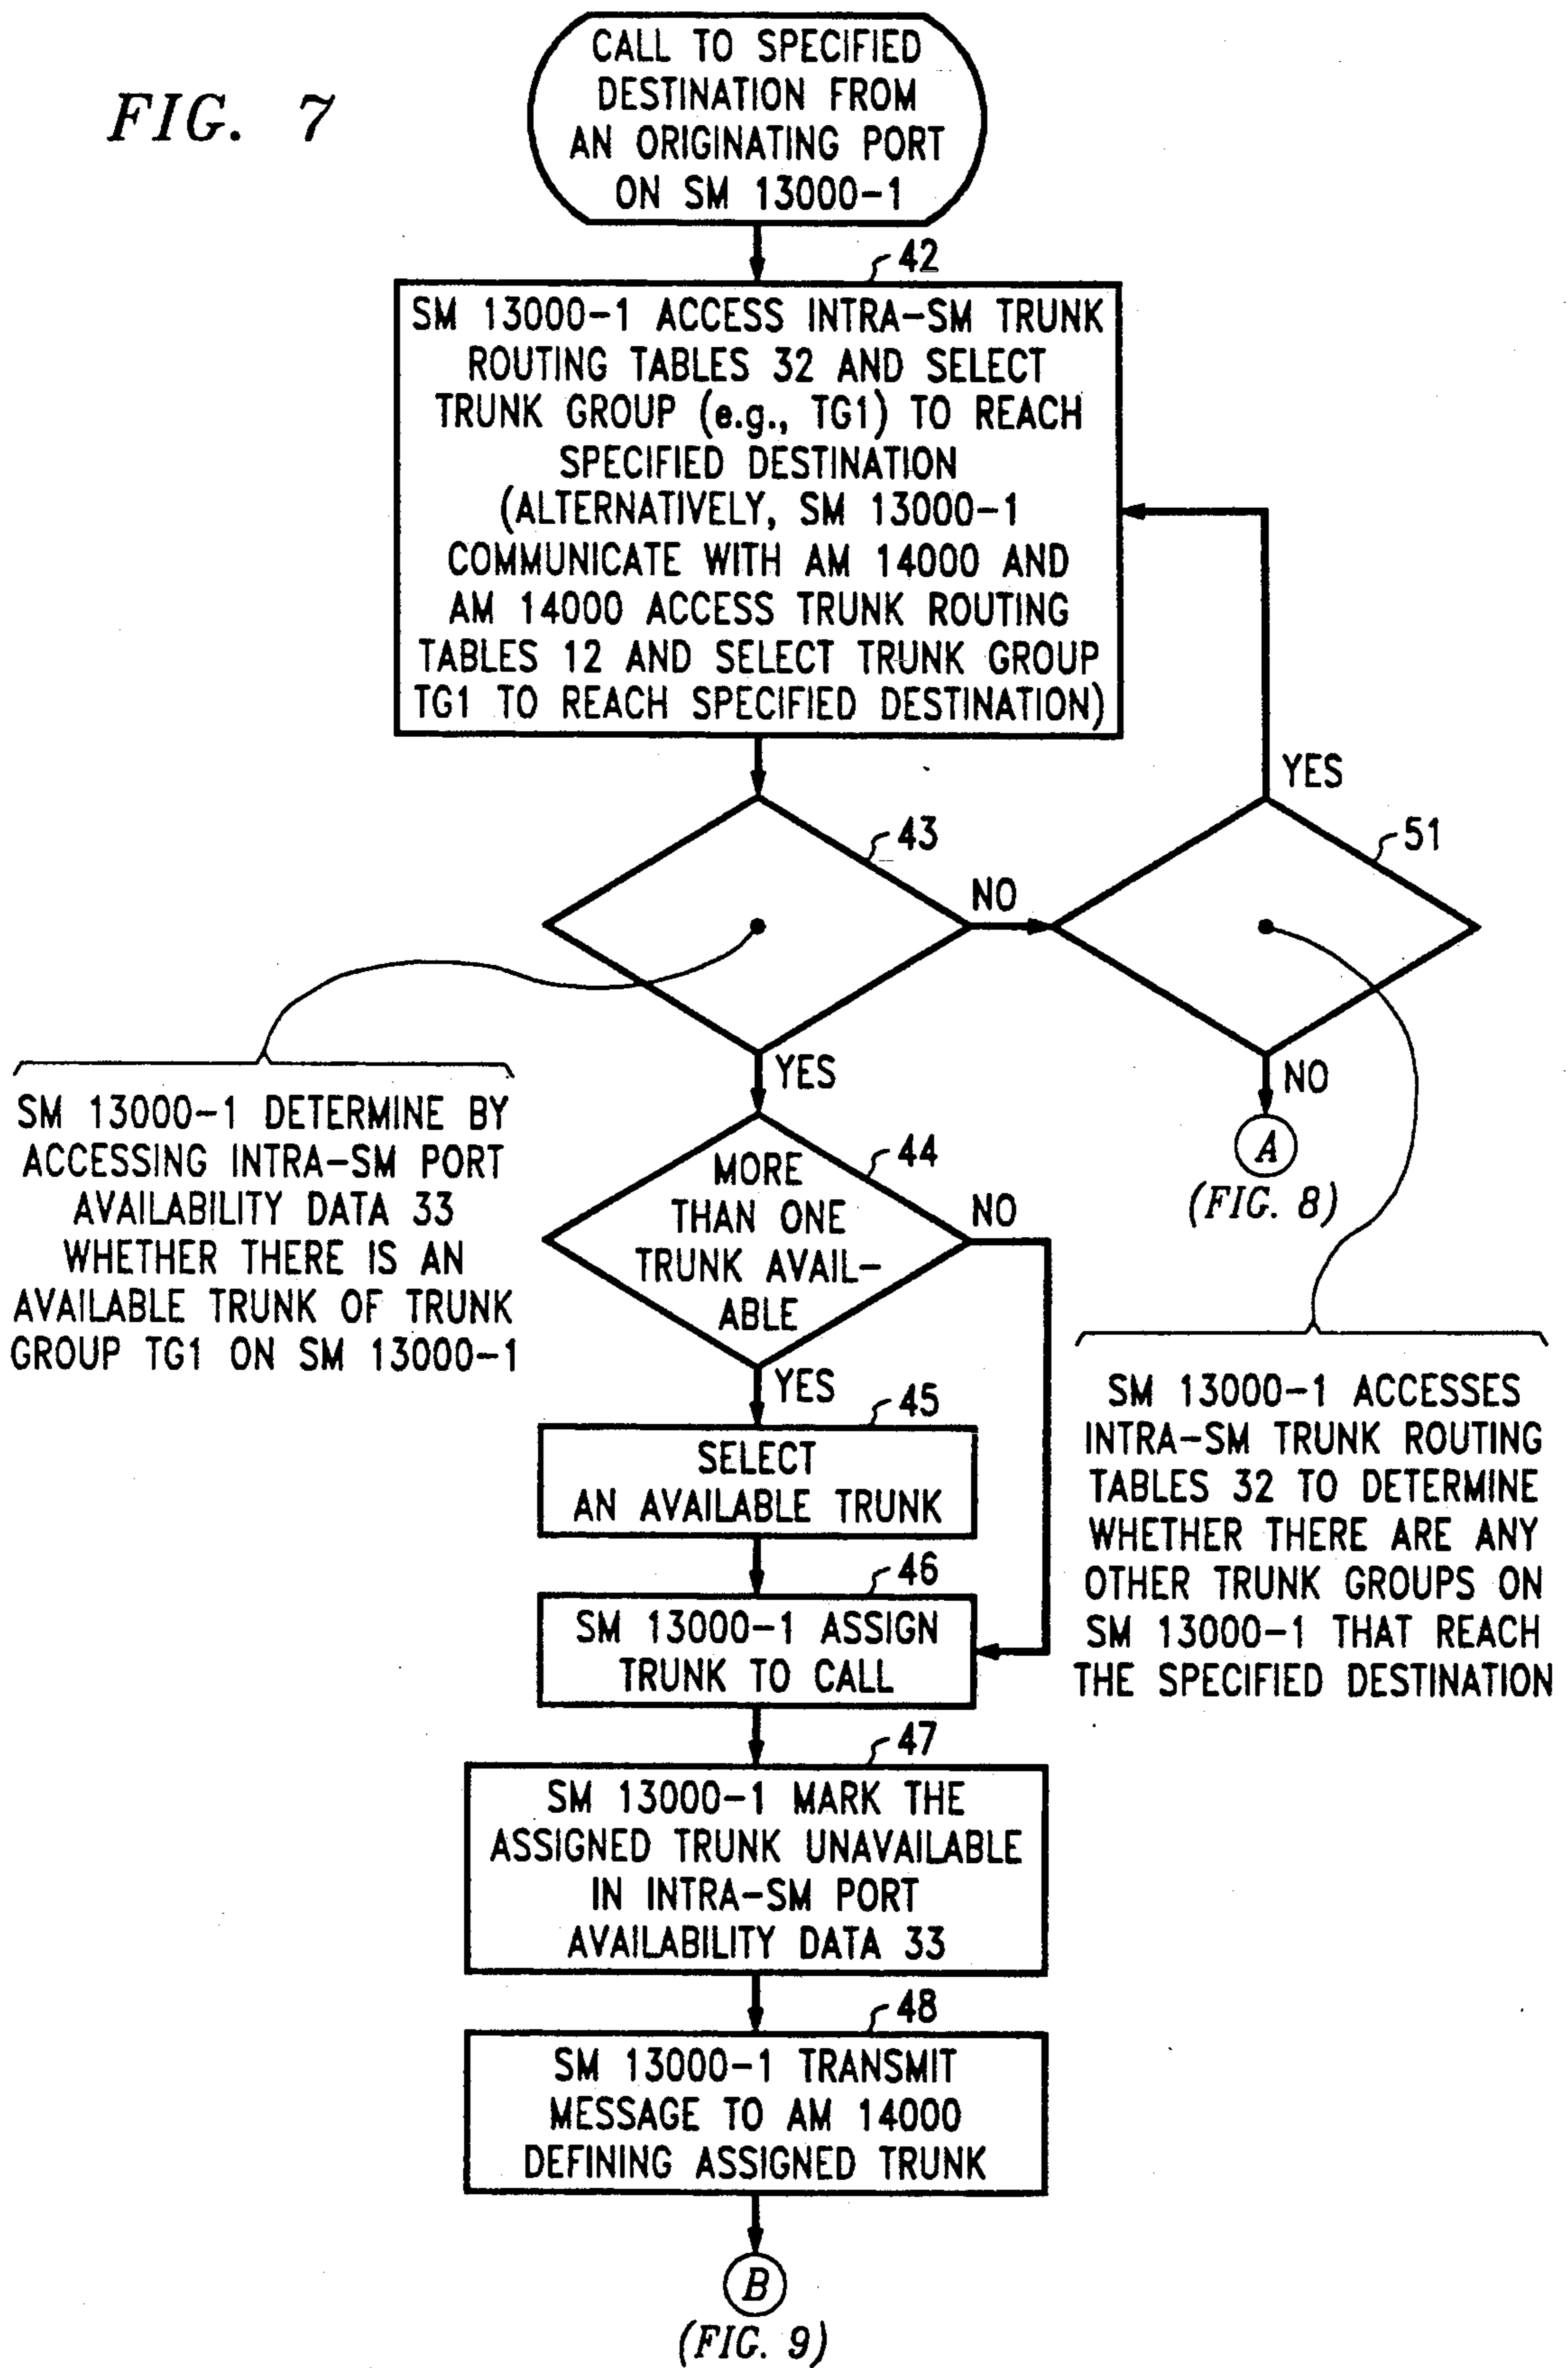 FIG. 7
CALL TO SPECIFIED
DESTINATION FROM
AN ORIGINATING PORT
ON SM 13000-1
42
SM 13000-1 ACCESS INTRA-SM TRUNK
ROUTING TABLES 32 AND SELECT
TRUNK GROUP (e.g., TG1) TO REACH
SPECIFIED DESTINATION
(ALTERNATIVELY, SM 13000-1
COMMUNICATE WITH AM 14000 AND
AM 14000 ACCESS TRUNK ROUTING
TABLES 12 AND SELECT TRUNK GROUP
TG1 TO REACH SPECIFIED DESTINATION)
YES
43
51
NO
YES
NO
SM 13000-1 DETERMINE BY
ACCESSING INTRA-SM PORT
AVAILABILITY DATA 33
WHETHER THERE IS AN
AVAILABLE TRUNK OF TRUNK
GROUP TG1 ON SM 13000-1
A
(FIG. 8)
44
MORE
THAN ONE
TRUNK AVAIL-
ABLE
NO
YES
SM 13000-1 ACCESSES
INTRA-SM TRUNK ROUTING
TABLES 32 TO DETERMINE
WHETHER THERE ARE ANY
OTHER TRUNK GROUPS ON
SM 13000-1 THAT REACH
THE SPECIFIED DESTINATION
45
SELECT
AN AVAILABLE TRUNK
46
SM 13000-1 ASSIGN
TRUNK TO CALL
47
SM 13000-1 MARK THE
ASSIGNED TRUNK UNAVAILABLE
IN INTRA-SM PORT
AVAILABILITY DATA 33
48
SM 13000-1 TRANSMIT
MESSAGE TO AM 14000
DEFINING ASSIGNED TRUNK
B
(FIG. 9)